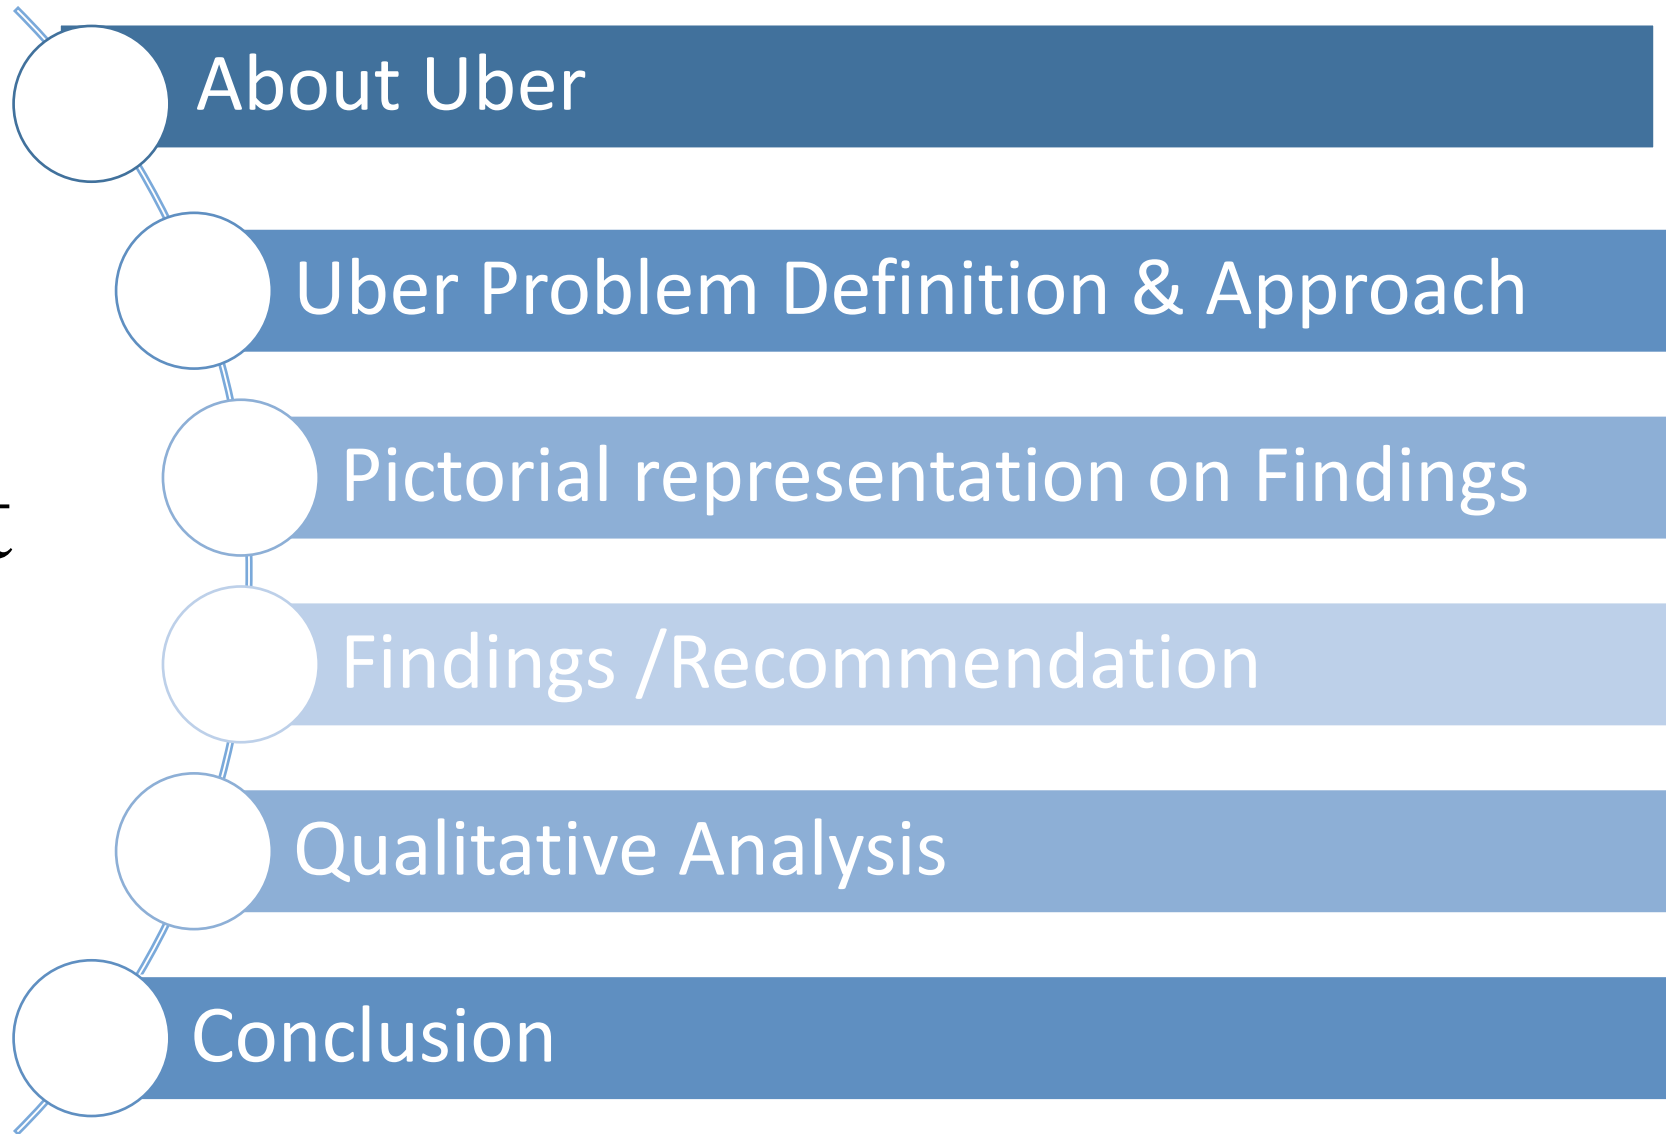 About Uber
Uber Problem Definition & Approach
Pictorial representation on Findings
t
Findings /Recommendation
Qualitative Analysis
Conclusion